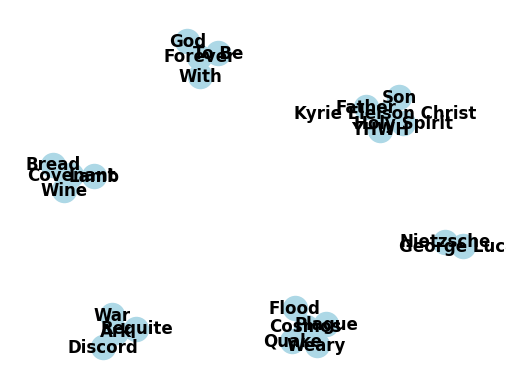 God
To Be
Forever
With
Son
Father
Kyrie Eleison Christ
Holy Spirit
YHWH
Bread
Covenant
Lamb
Wine
Nietzsche
George Luc
War
Requite
Ark
Discord
Flood
Plague
Cosmos
Quake
Weary